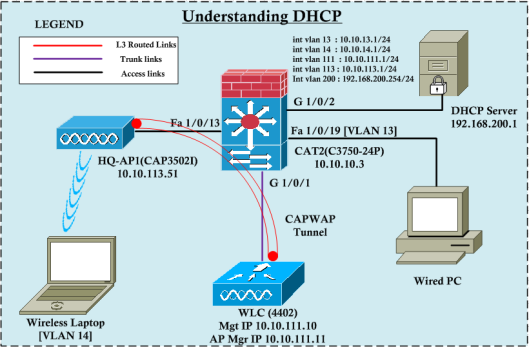 Understanding DHCP
LEGEND
L3 Routed Links
Trunk links
Access links
int vlan 13 : 10.10.13.1/24
int vlan 14 : 10.10.14.1/24
int vlan 111 : 10.10.111.1/24
int vlan 113 : 10.10.113.1/24
Int vlan 200 : 192.168.200.254/24
G 1/0/2
DHCP Server
192.168.200.1
Fa 1/0/13
Fa 1/0/19 [VLAN 13]
HQ-AP1(CAP3502I)
10.10.113.51
CAT2(C3750-24P)
10.10.10.3
G 1/0/1
CAPWAP
Tunnel
Wired PC
WLC (4402)
Mgt IP 10.10.111.10
AP Mgr IP 10.10.111.11
Wireless Laptop
[VLAN 14]